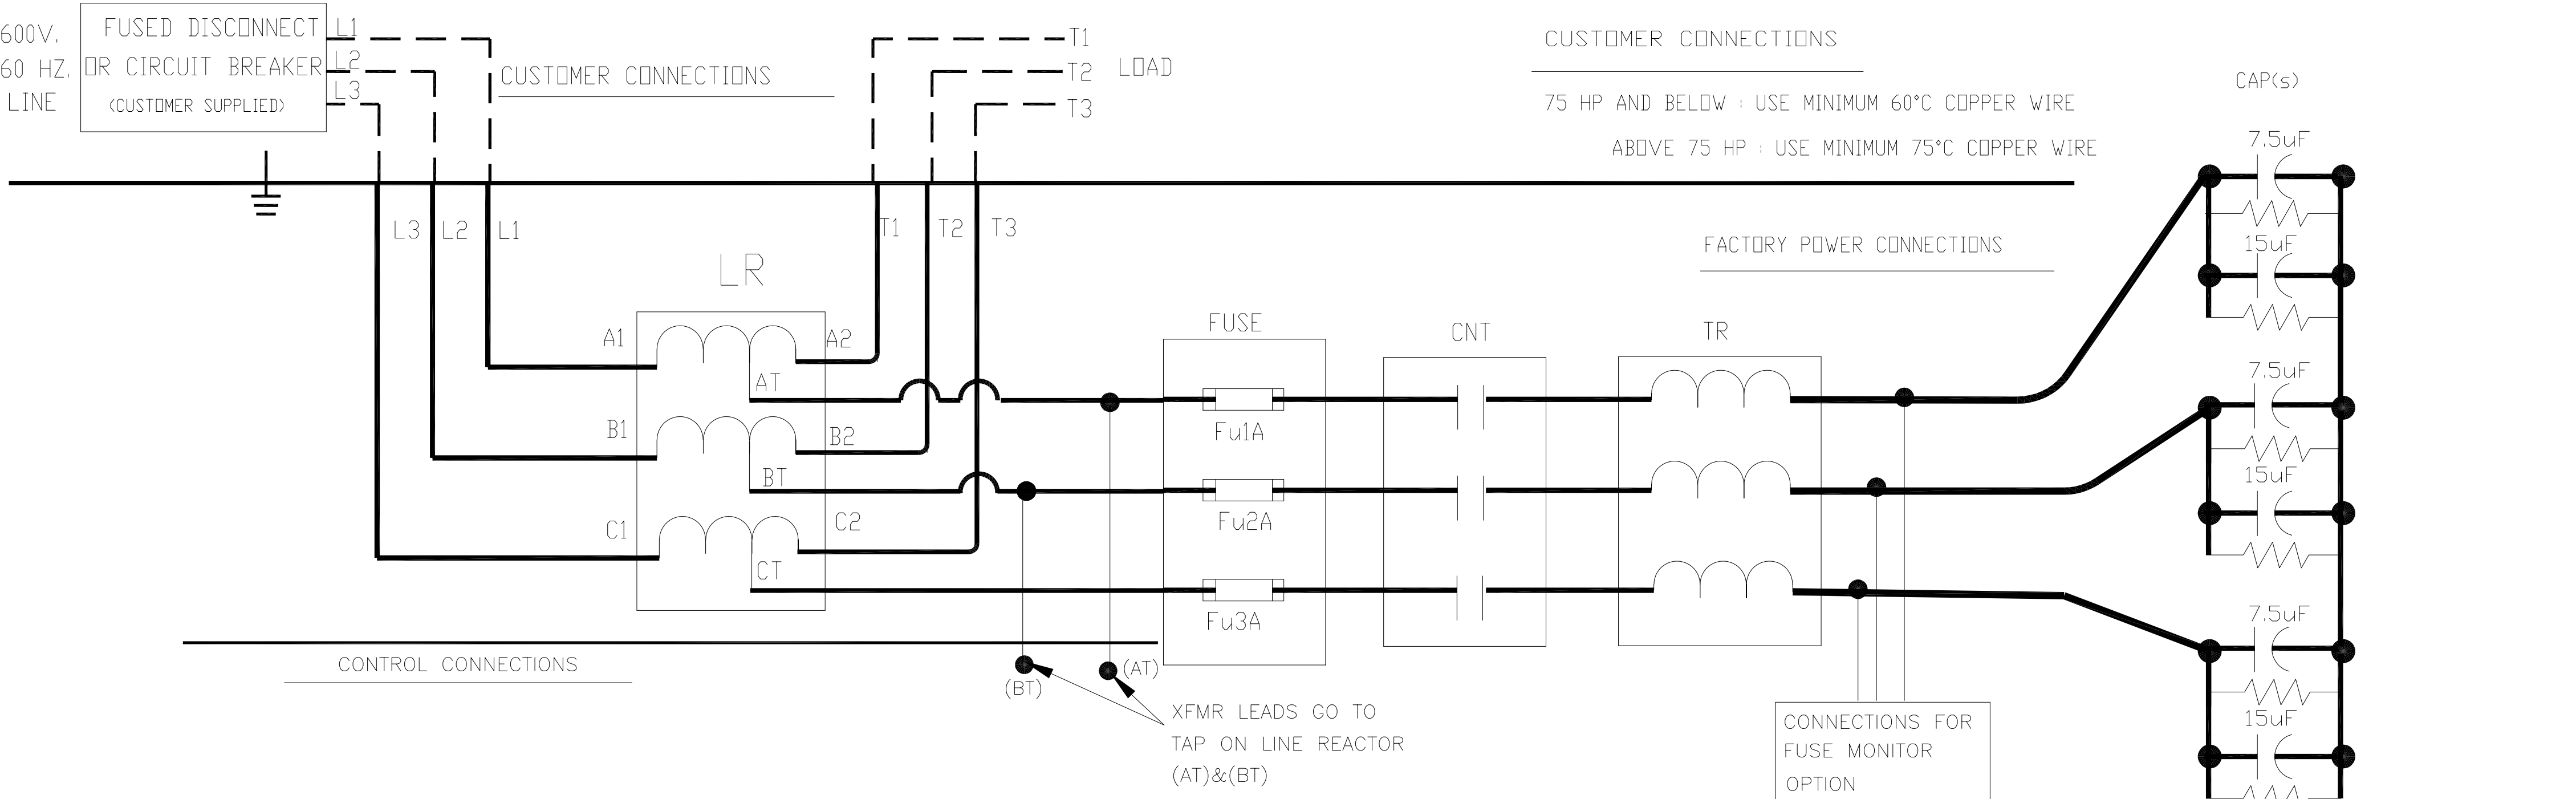 600V.
60 HZ.
LINE
FUSED DISCONNECT
OR CIRCUIT BREAKER
(CUSTOMER SUPPLIED)
L1
L2
L3
CUSTOMER CONNECTIONS
T1
T2
T3
LOAD
CUSTOMER CONNECTIONS
75 HP AND BELOW : USE MINIMUM 60°C COPPER WIRE
ABOVE 75 HP : USE MINIMUM 75°C COPPER WIRE
CAP(s)
7.5uF
15uF
L3
L2
L1
T1
T2
T3
FACTORY POWER CONNECTIONS
LR
A1
A2
AT
B1
B2
BT
C1
C2
CT
FUSE
Fu1A
Fu2A
Fu3A
CNT
TR
7.5uF
15uF
7.5uF
15uF
CONTROL CONNECTIONS
(BT)
(AT)
XFMR LEADS GO TO
TAP ON LINE REACTOR
(AT)&(BT)
CONNECTIONS FOR
FUSE MONITOR
OPTION